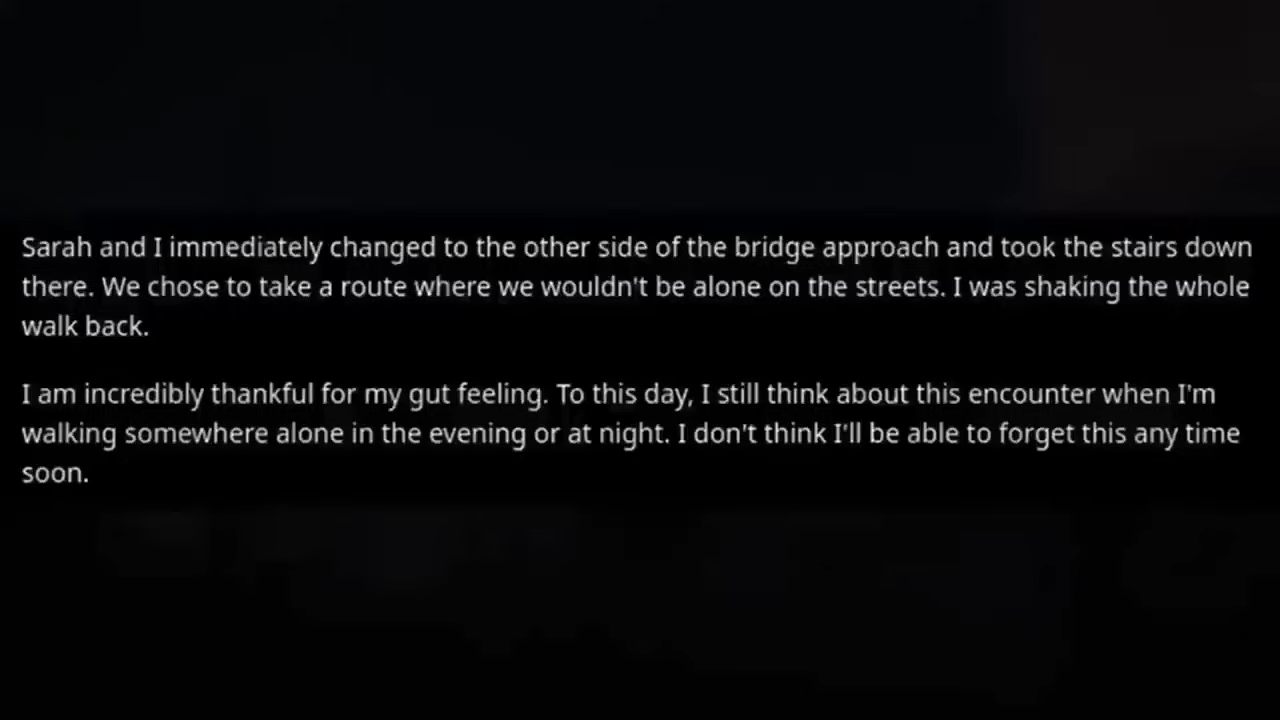 Sarah and I immediately changed to the other side of the bridge approach and took the stairs down
there. We chose to take a route where we wouldn't be alone on the streets. I was shaking the whole
walk back.
I am incredibly thankful for my gut feeling. To this day, I still think about this encounter when I'm
walking somewhere alone in the evening or at night. I don't think I'll be able to forget this any time
soon.